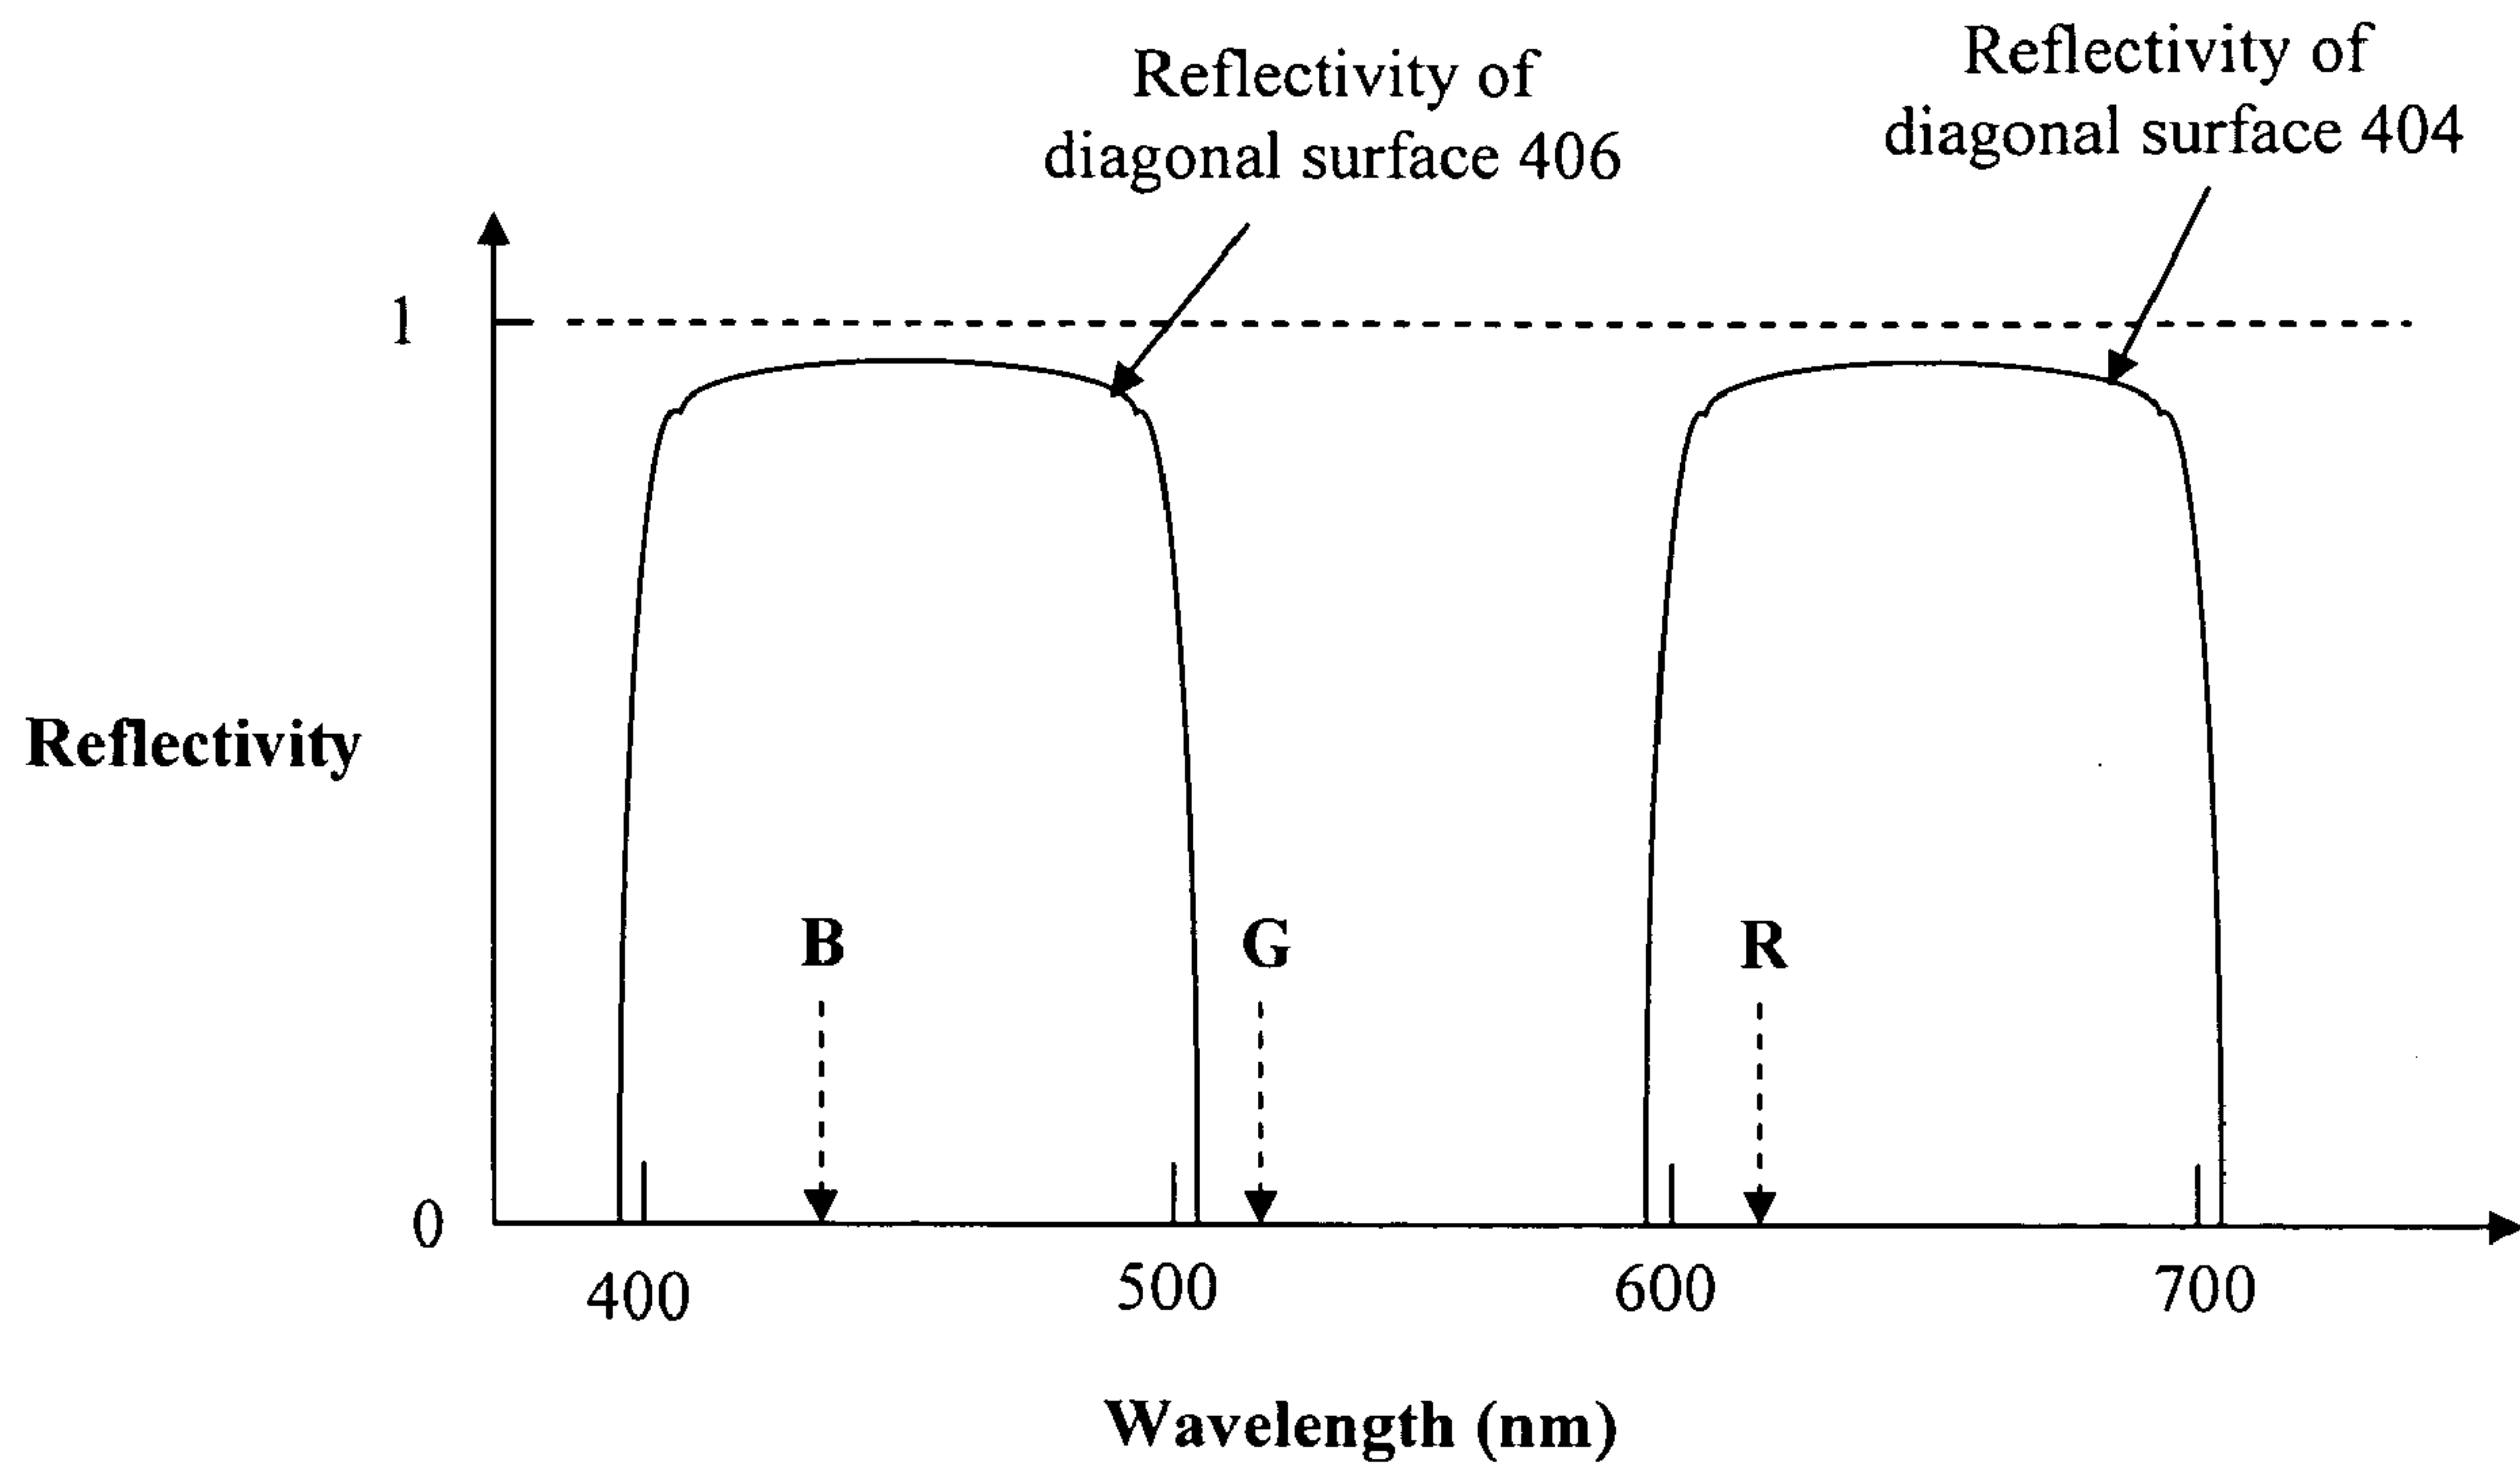 Reflectivity of
diagonal surface 406
Reflectivity of
diagonal surface 404
1
Reflectivity
B
G
R
0
400
500
600
700
Wavelength (nm)